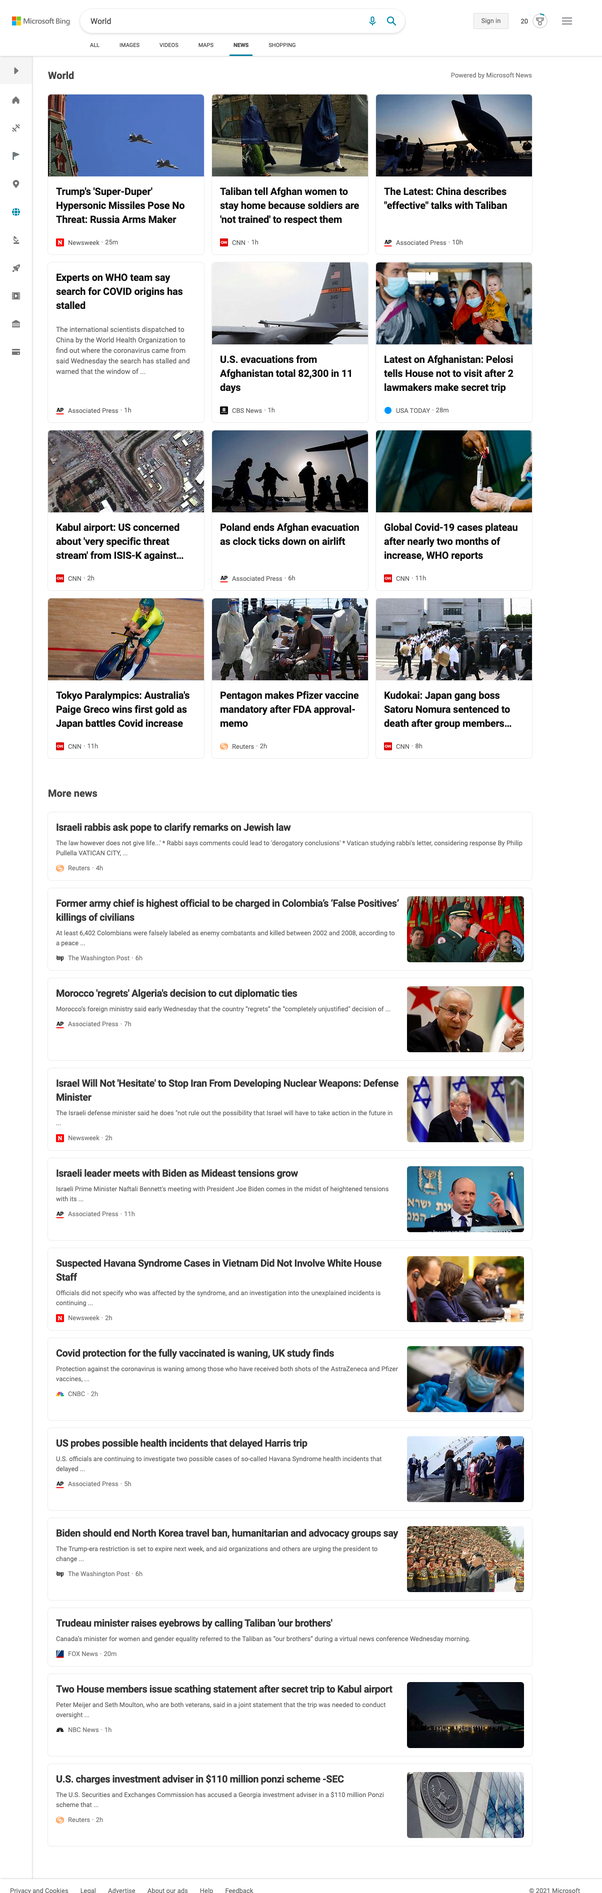 Microsoft Bing
World
Sign in
20
ALL
IMAGES
VIDEOS
MAPS
NEWS
SHOPPING
World
Powered by Microsoft News
Trump's 'Super-Duper'
Hypersonic Missiles Pose No
Threat: Russia Arms Maker
Newsweek · 25m
Taliban tell Afghan women to
stay home because soldiers are
'not trained' to respect them
CNN · 1h
The Latest: China describes
"effective" talks with Taliban
AP Associated Press · 10h
Experts on WHO team say
search for COVID origins has
stalled
The international scientists dispatched to
China by the World Health Organization to
find out where the coronavirus came from
said Wednesday the search has stalled and
warned that the window of ...
AP Associated Press · 1h
U.S. evacuations from
Afghanistan total 82,300 in 11
days
CBS News · 1h
Latest on Afghanistan: Pelosi
tells House not to visit after 2
lawmakers make secret trip
USA TODAY · 28m
Kabul airport: US concerned
about 'very specific threat
stream' from ISIS-K against...
CNN · 2h
Poland ends Afghan evacuation
as clock ticks down on airlift
AP Associated Press · 6h
Global Covid-19 cases plateau
after nearly two months of
increase, WHO reports
CNN · 11h
Tokyo Paralympics: Australia's
Paige Greco wins first gold as
Japan battles Covid increase
CNN · 11h
Pentagon makes Pfizer vaccine
mandatory after FDA approval-
memo
Reuters · 2h
Kudokai: Japan gang boss
Satoru Nomura sentenced to
death after group members...
CNN · 8h
More news
Israeli rabbis ask pope to clarify remarks on Jewish law
The law however does not give life...' * Rabbi says comments could lead to 'derogatory conclusions' * Vatican studying rabbi's letter, considering response By Philip
Pullella VATICAN CITY, ...
Reuters · 4h
Former army chief is highest official to be charged in Colombia's 'False Positives'
killings of civilians
At least 6,402 Colombians were falsely labeled as enemy combatants and killed between 2002 and 2008, according to
a peace ...
wp The Washington Post · 6h
Morocco 'regrets' Algeria's decision to cut diplomatic ties
Morocco's foreign ministry said early Wednesday that the country "regrets" the "completely unjustified" decision of ...
AP Associated Press · 7h
Israel Will Not 'Hesitate' to Stop Iran From Developing Nuclear Weapons: Defense
Minister
The Israeli defense minister said he does "not rule out the possibility that Israel will have to take action in the future in
...
Newsweek · 2h
Israeli leader meets with Biden as Mideast tensions grow
Israeli Prime Minister Naftali Bennett's meeting with President Joe Biden comes in the midst of heightened tensions
with its ...
AP Associated Press · 11h
Suspected Havana Syndrome Cases in Vietnam Did Not Involve White House
Staff
Officials did not specify who was affected by the syndrome, and an investigation into the unexplained incidents is
continuing ...
Newsweek · 2h
Covid protection for the fully vaccinated is waning, UK study finds
Protection against the coronavirus is waning among those who have received both shots of the AstraZeneca and Pfizer
vaccines, ...
CNBC · 2h
US probes possible health incidents that delayed Harris trip
U.S. officials are continuing to investigate two possible cases of so-called Havana Syndrome health incidents that
delayed ...
AP Associated Press · 5h
Biden should end North Korea travel ban, humanitarian and advocacy groups say
The Trump-era restriction is set to expire next week, and aid organizations and others are urging the president to
change ...
wp The Washington Post · 6h
Trudeau minister raises eyebrows by calling Taliban 'our brothers'
Canada's minister for women and gender equality referred to the Taliban as "our brothers" during a virtual news conference Wednesday morning.
FOX News · 20m
Two House members issue scathing statement after secret trip to Kabul airport
Peter Meijer and Seth Moulton, who are both veterans, said in a joint statement that the trip was needed to conduct
oversight ...
NBC News · 1h
U.S. charges investment adviser in $110 million ponzi scheme -SEC
The U.S. Securities and Exchanges Commission has accused a Georgia investment adviser in a $110 million Ponzi
scheme that ...
Reuters · 2h
Privacy and Cookies
Legal
Advertise
About our ads
Help
Feedback
© 2021 Microsoft